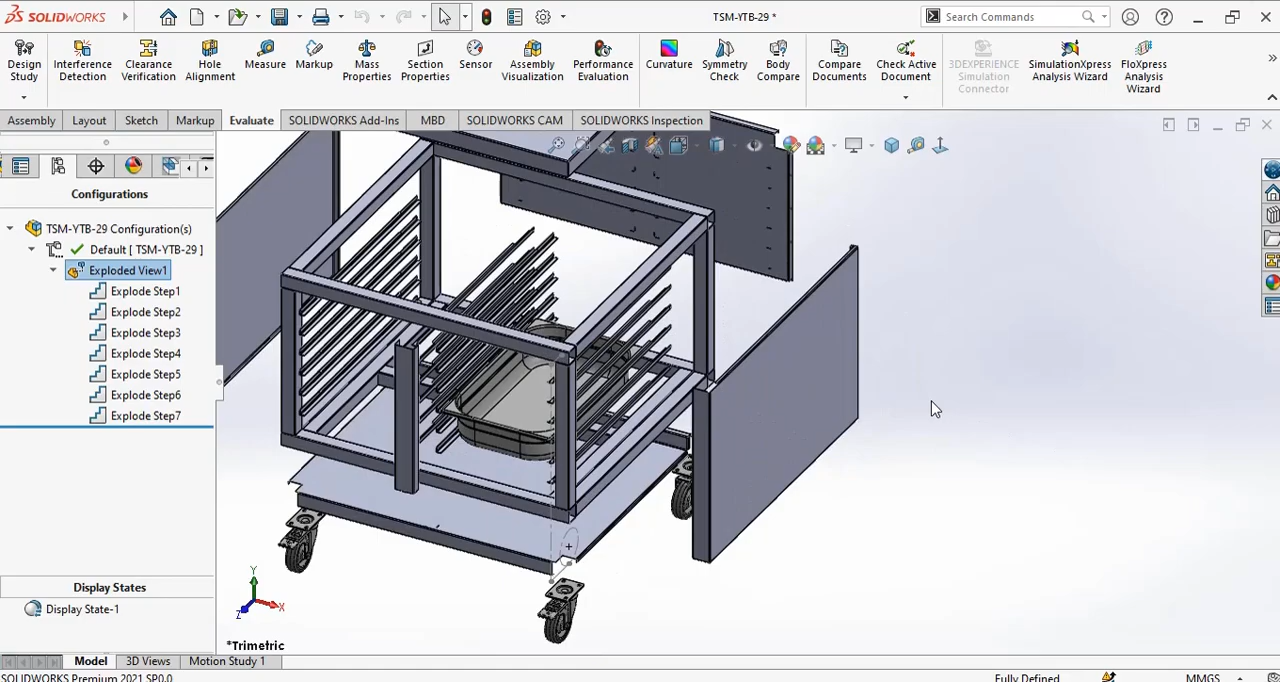 SOLIDWORKS
TSM-YTB-29 *
Search Commands
Design Study
Interference Detection
Clearance Verification
Hole Alignment
Measure
Markup
Mass Properties
Section Properties
Sensor
Assembly Visualization
Performance Evaluation
Curvature
Symmetry Check
Body Compare
Compare Documents
Check Active Document
3DEXPERIENCE Simulation Connector
SimulationXpress Analysis Wizard
FloXpress Analysis Wizard
Assembly
Layout
Sketch
Markup
Evaluate
SOLIDWORKS Add-Ins
MBD
SOLIDWORKS CAM
SOLIDWORKS Inspection
Configurations
TSM-YTB-29 Configuration(s)
Default [ TSM-YTB-29 ]
Exploded View1
Explode Step1
Explode Step2
Explode Step3
Explode Step4
Explode Step5
Explode Step6
Explode Step7
Display States
Display State-1
Y
X
Z
*Trimetric
Model
3D Views
Motion Study 1
SOLIDWORKS Premium 2021 SP0.0
Fully Defined
MMGS